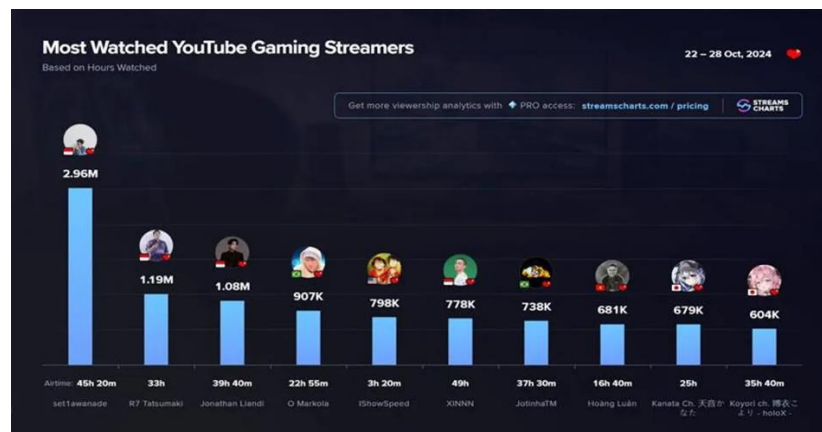 Most Watched YouTube Gaming Streamers
Based on Hours Watched
22 – 28 Oct, 2024
Get more viewership analytics with PRO access: streamscharts.com / pricing
STREAMS
CHARTS
2.96M
1.19M
1.08M
907K
798K
778K
738K
681K
679K
604K
Airtime: 45h 20m
33h
39h 40m
22h 55m
3h 20m
49h
37h 30m
16h 40m
25h
35h 40m
set1awanade
R7 Tatsumaki
Jonathan Liandi
O Markola
IShowSpeed
XINNN
JotinhaTM
Hoàng Luân
Kanata Ch. 天音か
なた
Koyori ch. 博衣こ
より - holoX -